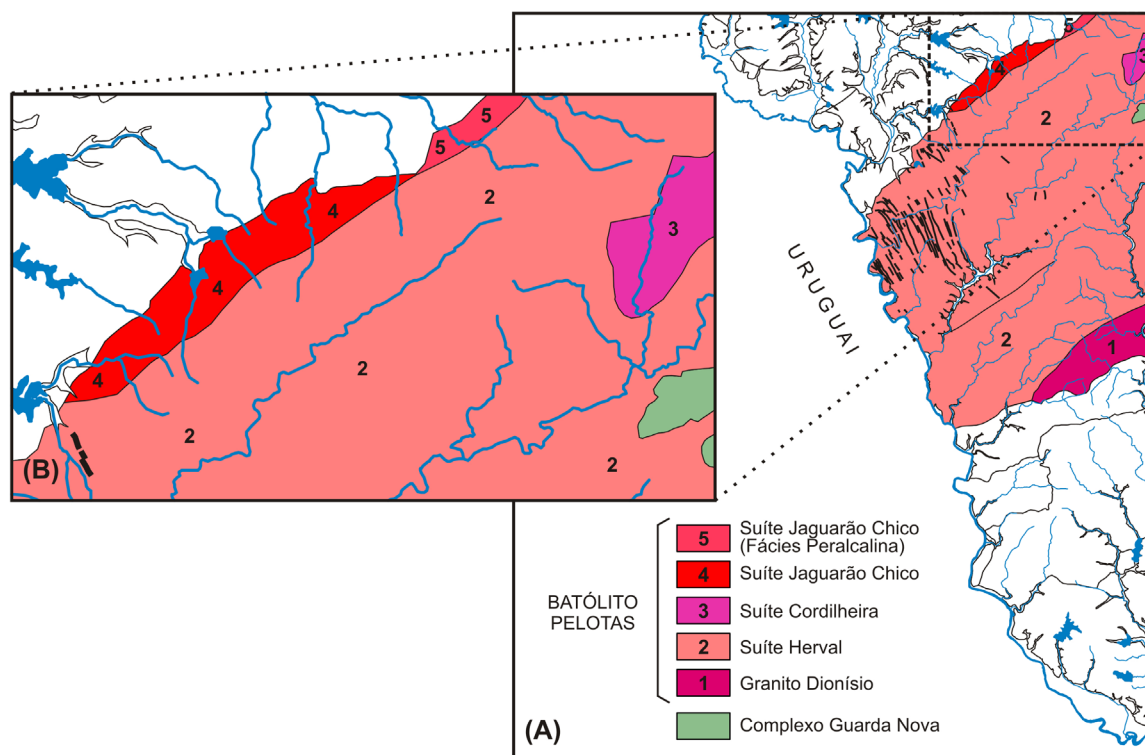 5
4
3
2
URUGUAI
2
1
5
5
2
4
3
4
2
4
2
2
(B)
BATÓLITO
PELOTAS
5 Suíte Jaguarão Chico
(Fácies Peralcalina)
4 Suíte Jaguarão Chico
3 Suíte Cordilheira
2 Suíte Herval
1 Granito Dionísio
Complexo Guarda Nova
(A)